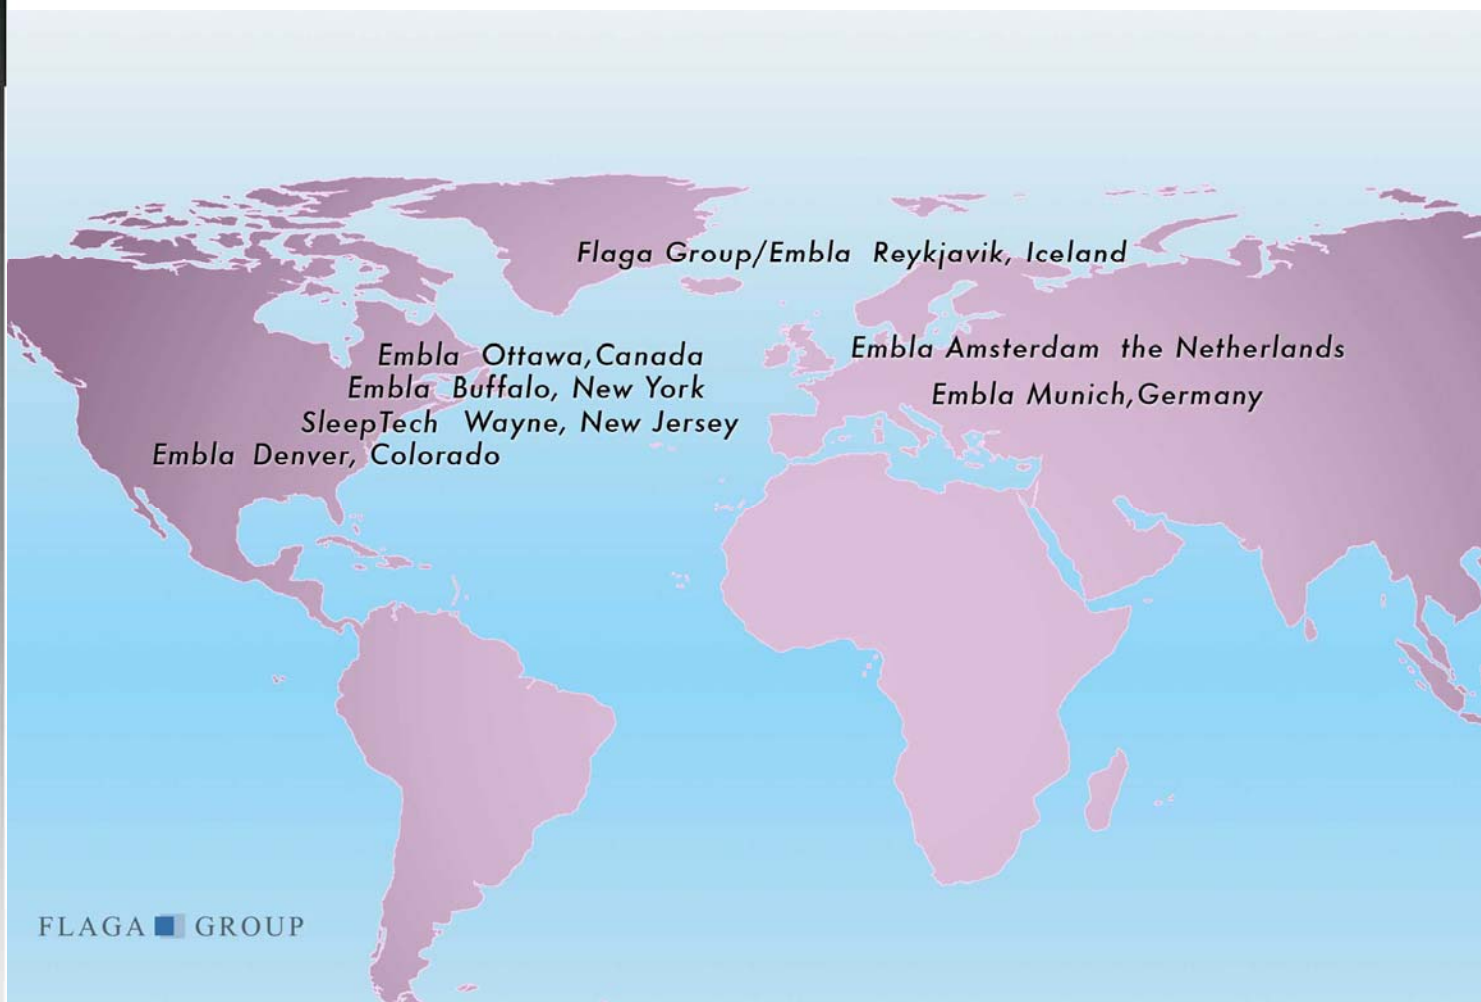 Flaga Group/Embla Reykjavik, Iceland
Embla Ottawa,Canada
Embla Buffalo, New York
SleepTech Wayne, New Jersey
Embla Denver, Colorado
Embla Amsterdam the Netherlands
Embla Munich,Germany
FLAGA GROUP